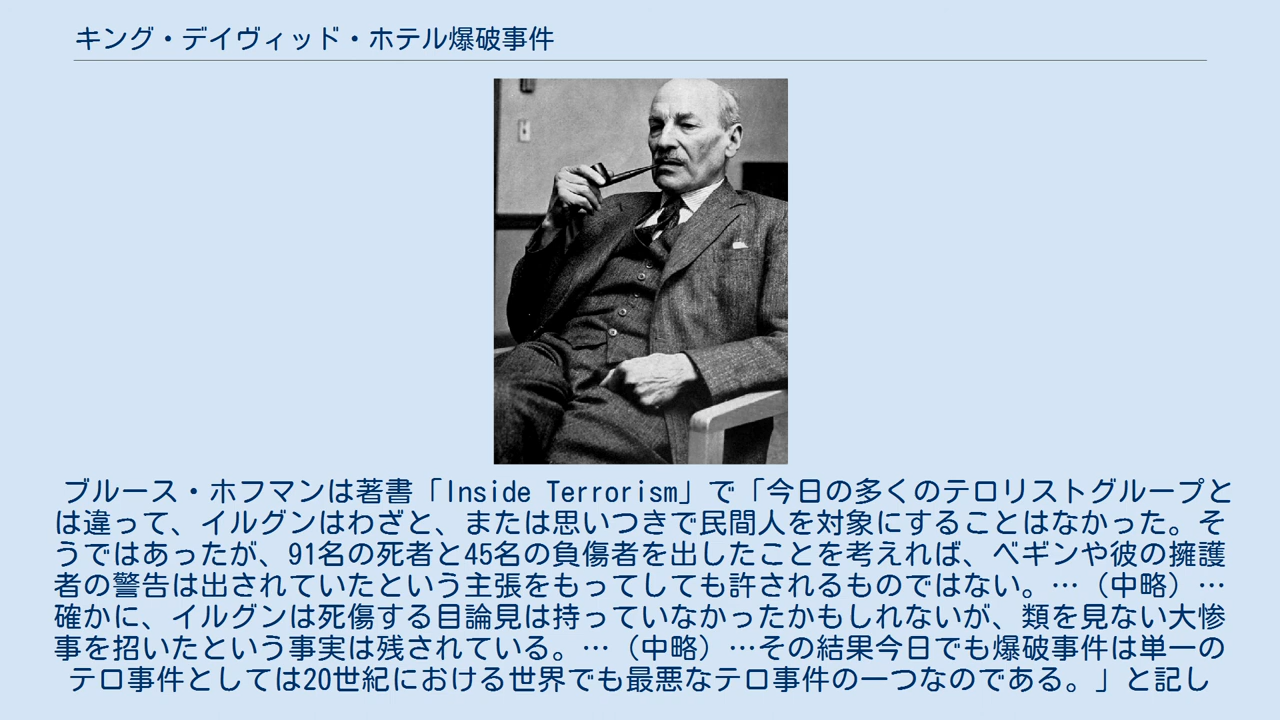 キング・デイヴィッド・ホテル爆破事件
ブルース・ホフマンは著書「Inside Terrorism」で「今日の多くのテロリストグループと
は違って、イルグンはわざと、または思いつきで民間人を対象にすることはなかった。そ
うではあったが、91名の死者と45名の負傷者を出したことを考えれば、ベギンや彼の擁護
者の警告は出されていたという主張をもってしても許されるものではない。…（中略）…
確かに、イルグンは死傷する目論見は持っていなかったかもしれないが、類を見ない大惨
事を招いたという事実は残されている。…（中略）…その結果今日でも爆破事件は単一の
テロ事件としては20世紀における世界でも最悪なテロ事件の一つなのである。」と記し